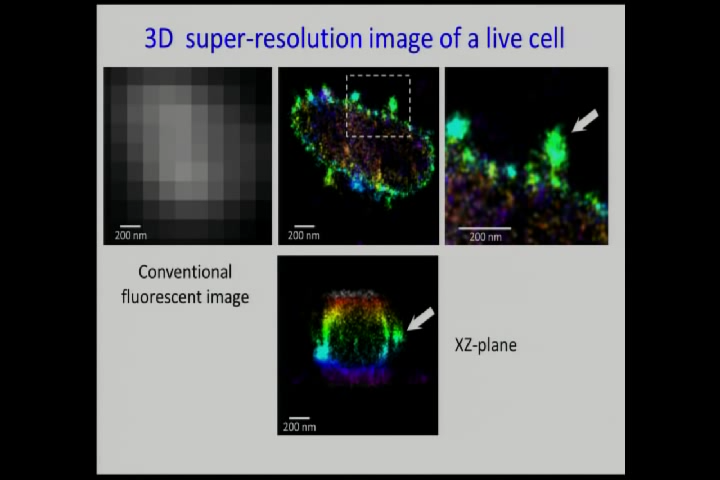 3D super-resolution image of a live cell
200 nm
200 nm
200 nm
Conventional
fluorescent image
XZ-plane
200 nm